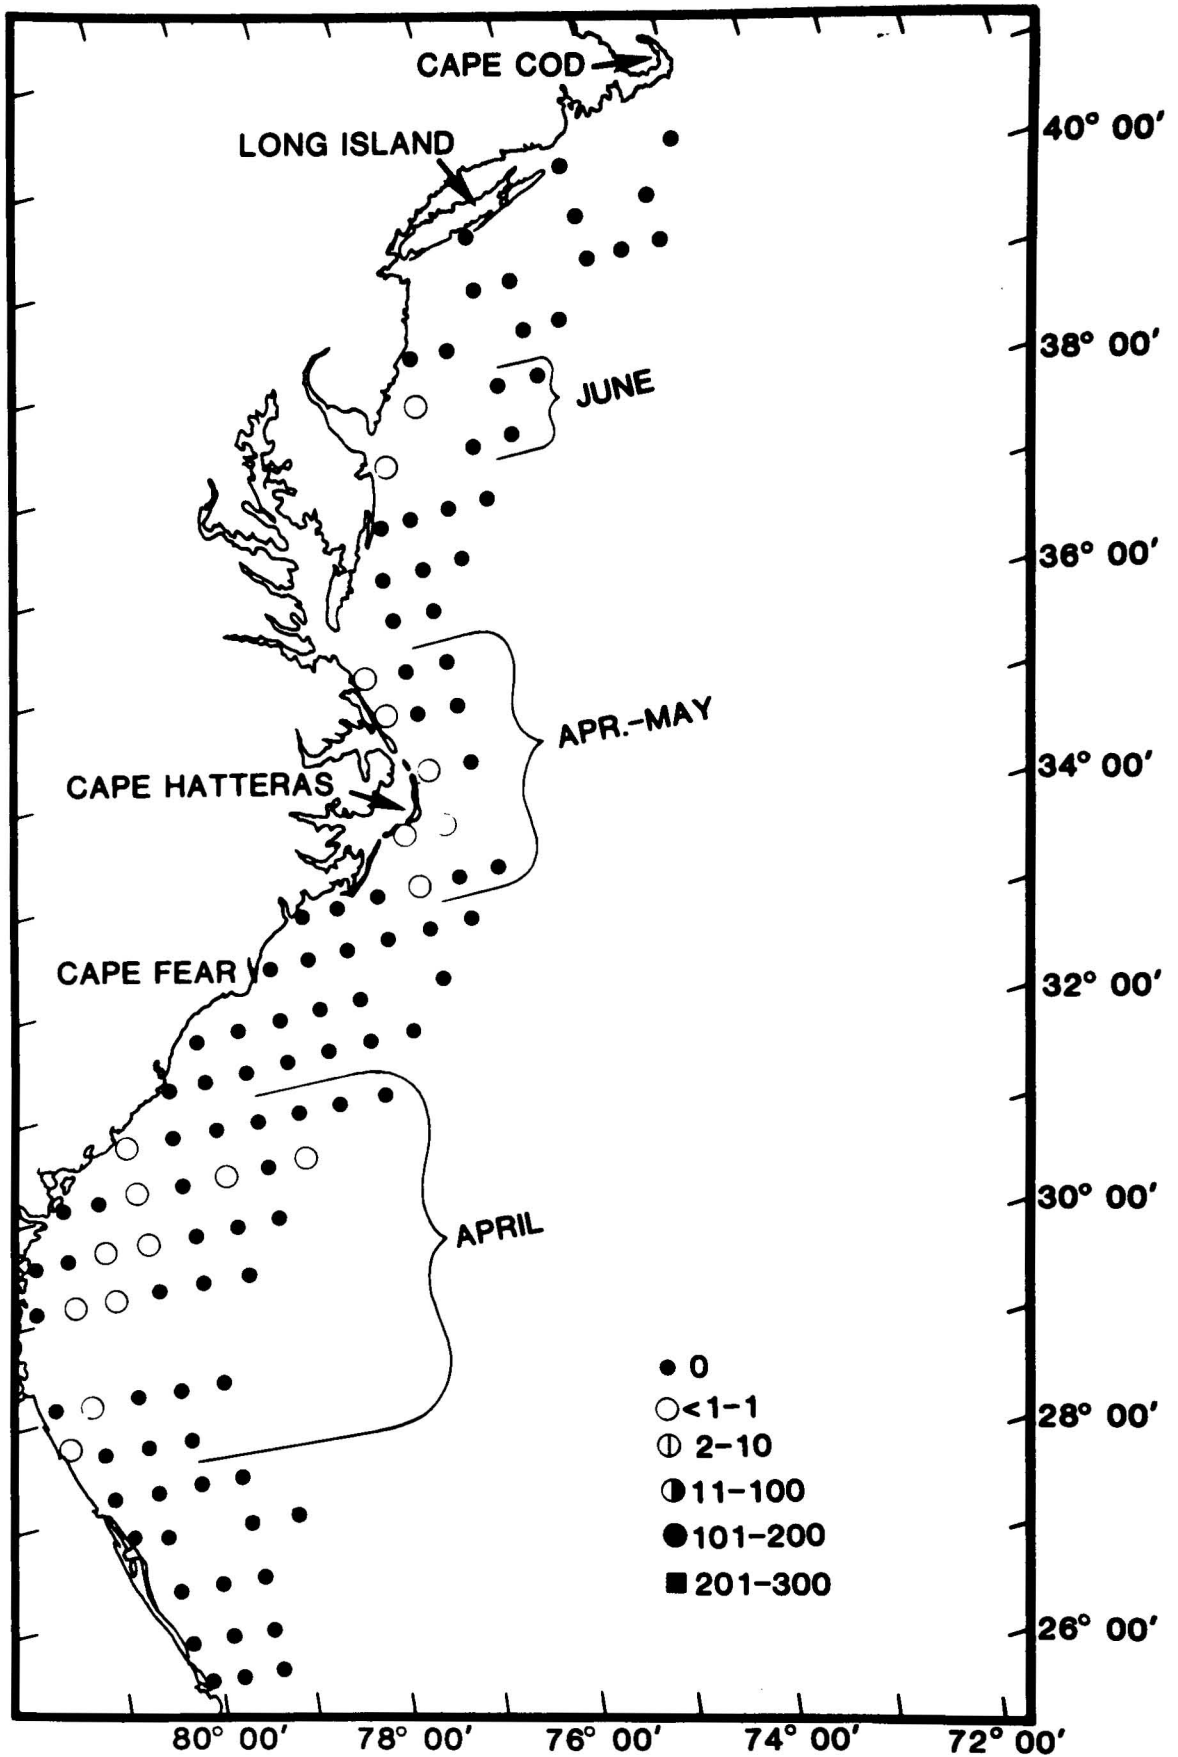 CAPE COD
40° 00′
LONG ISLAND
38° 00′
JUNE
36° 00′
APR.-MAY
34° 00′
CAPE HATTERAS
CAPE FEAR
32° 00′
30° 00′
APRIL
0
<1-1
28° 00′
2-10
11-100
101-200
201-300
26° 00′
80° 00′ 78° 00′ 76° 00′ 74° 00′ 72° 00′